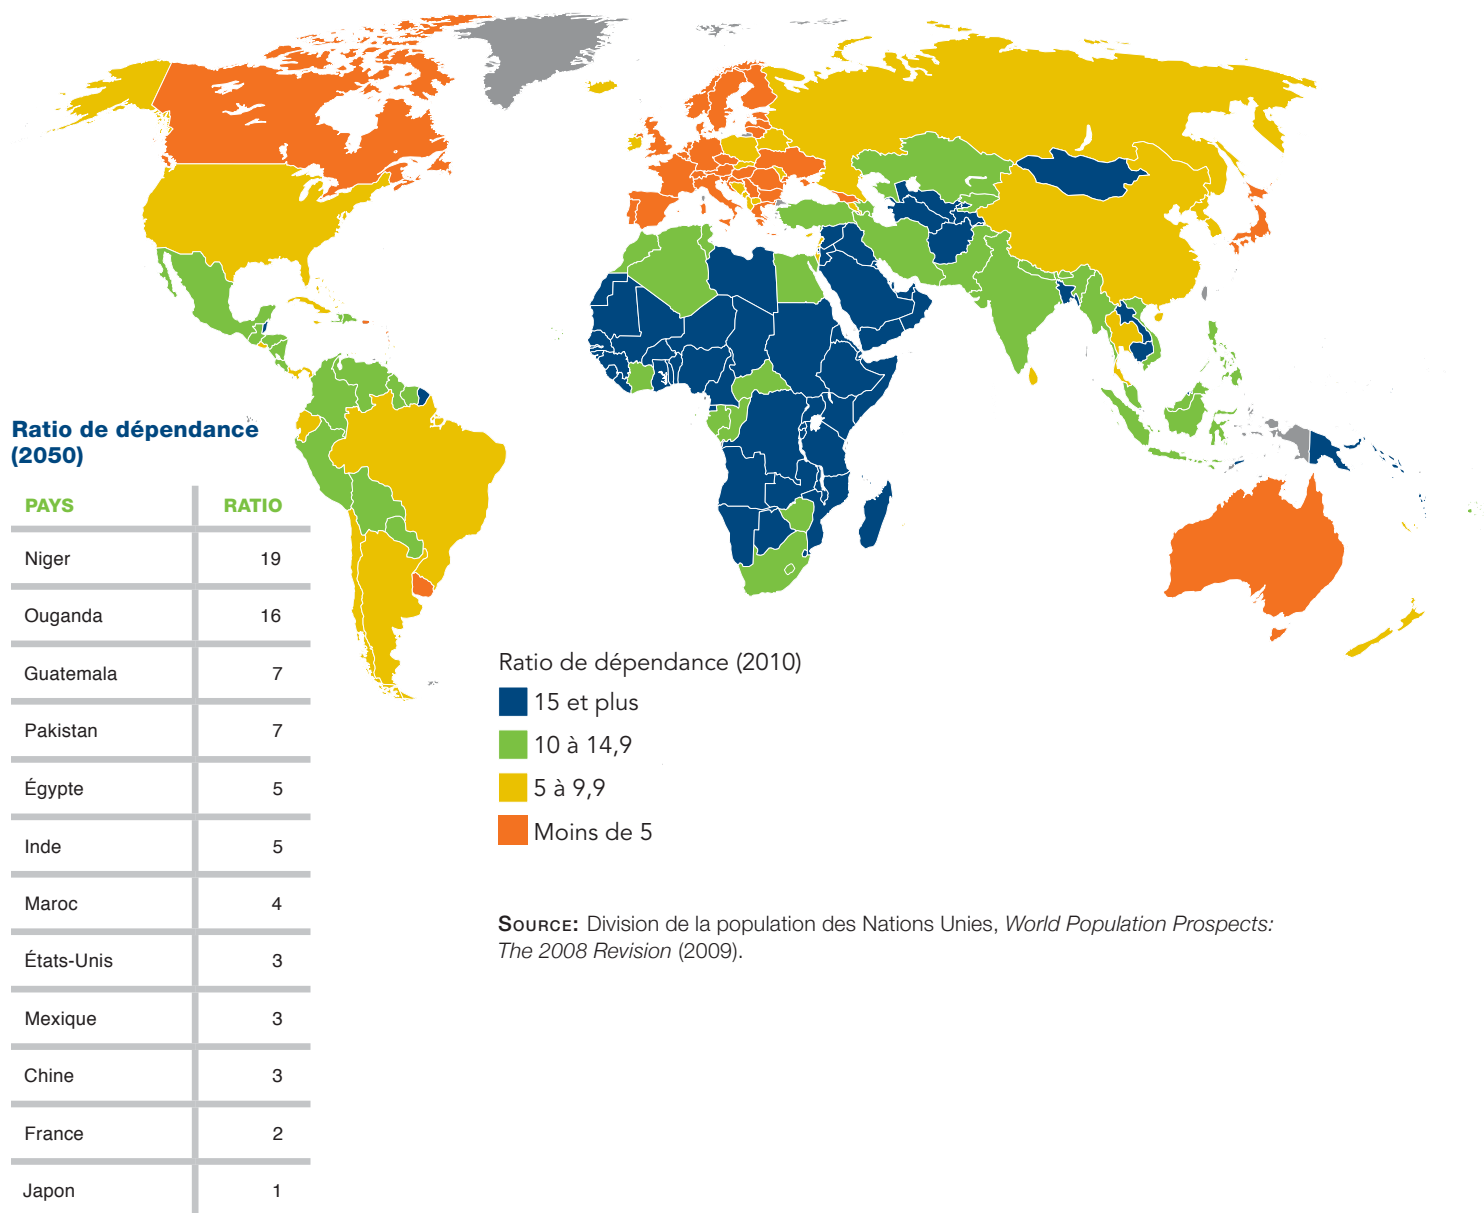 Ratio de dépendance
(2050)
PAYS RATIO
Niger 19
Ouganda 16
Guatemala 7
Pakistan 7
Égypte 5
Inde 5
Maroc 4
États-Unis 3
Mexique 3
Chine 3
France 2
Japon 1
Ratio de dépendance (2010)
15 et plus
10 à 14,9
5 à 9,9
Moins de 5
SOURCE: Division de la population des Nations Unies, World Population Prospects:
The 2008 Revision (2009).